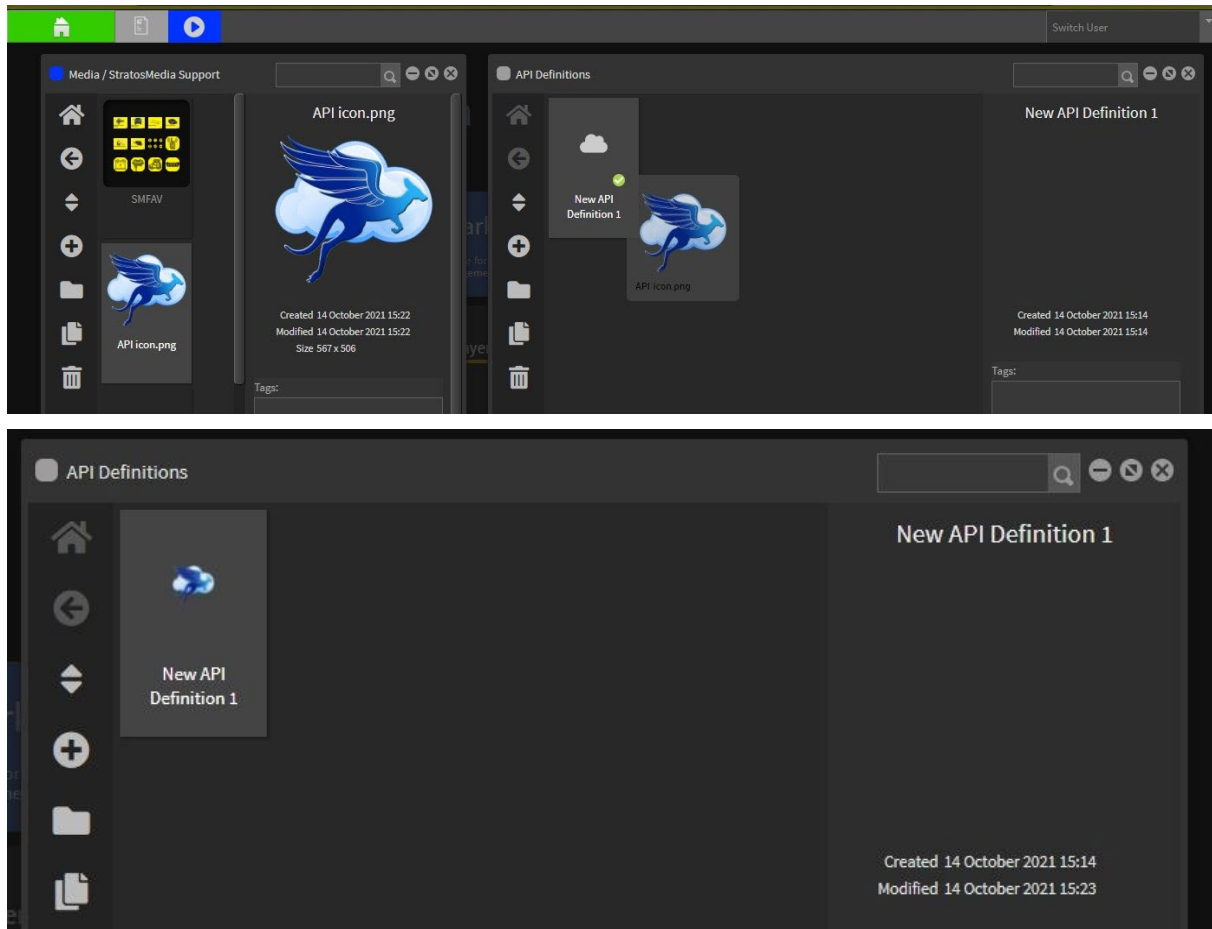 Switch User
Media / StratosMedia Support
SMFAV
API icon.png
API icon.png
Created 14 October 2021 15:22
Modified 14 October 2021 15:22
Size 567 x 506
Tags:
API Definitions
New API
Definition 1
API icon.png
New API Definition 1
Created 14 October 2021 15:14
Modified 14 October 2021 15:14
Tags:
API Definitions
New API
Definition 1
New API Definition 1
Created 14 October 2021 15:14
Modified 14 October 2021 15:23